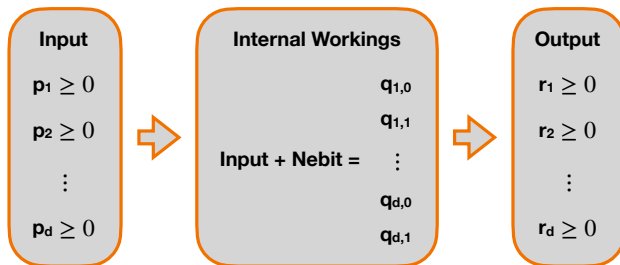 Input
p1 ≥ 0
p2 ≥ 0
⋮
pd ≥ 0
Internal Workings
q1,0
q1,1
Input + Nebit = ⋮
qd,0
qd,1
Output
r1 ≥ 0
r2 ≥ 0
⋮
rd ≥ 0